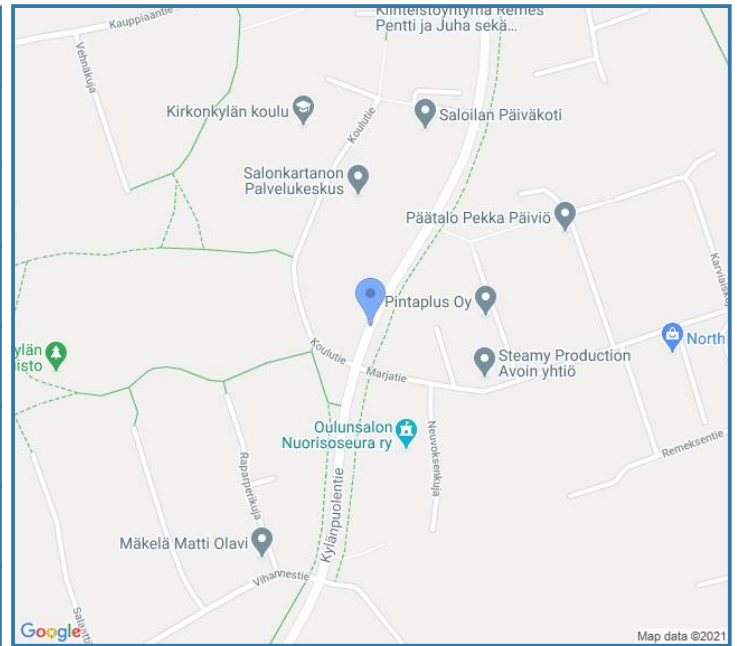 Kiinteistöyhtymä Remes
Pentti ja Juha sekä...
Kauppiaantie
Vehnäkuja
Kirkonkylän koulu
Koulutie
Saloilan Päiväkoti
Salonkartanon
Palvelukeskus
Päätalo Pekka Päiviö
Pintaplus Oy
North
ylän
isto
Koulutie
Marjatie
Steamy Production
Avoin yhtiö
Oulunsalon
Nuorisoseura ry
Neuvoksenkuja
Remeksentie
Raparperikuja
Kylänpuolentie
Mäkelä Matti Olavi
Vihannestie
Google
Map data ©2021